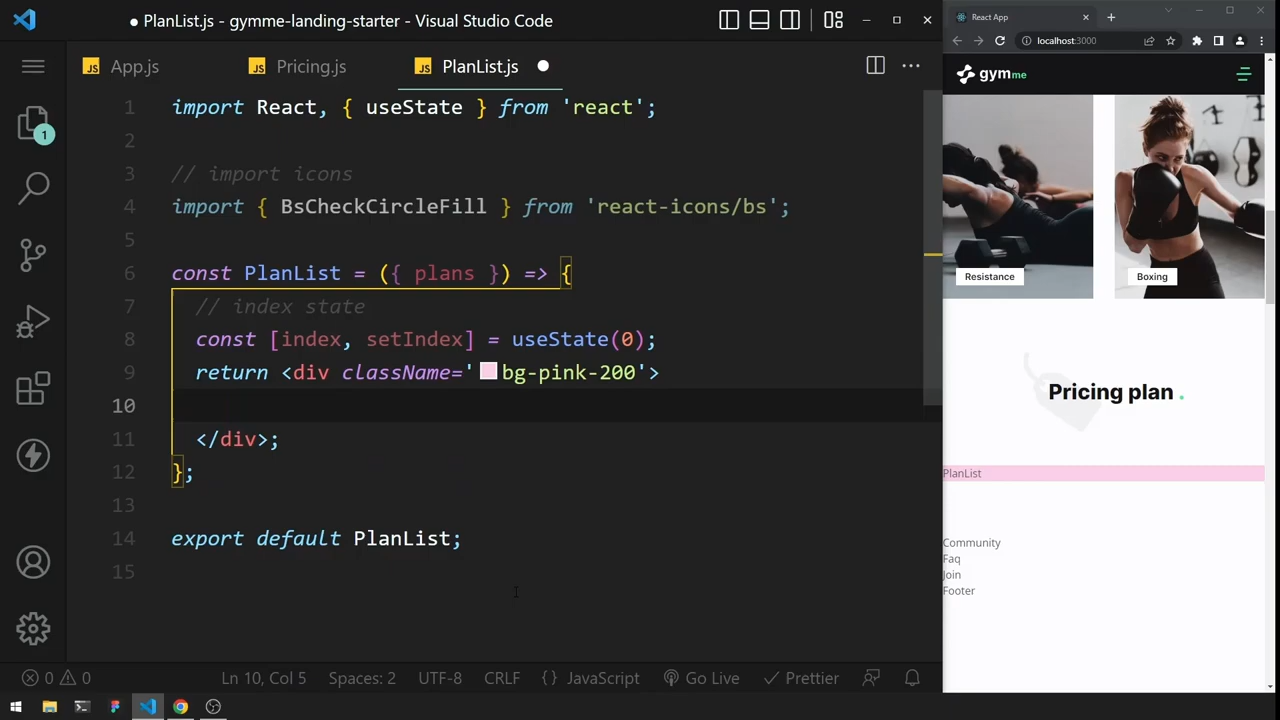 PlanList.js - gymme-landing-starter - Visual Studio Code
App.js
Pricing.js
PlanList.js
1 import React, { useState } from 'react';
2
3 // import icons
4 import { BsCheckCircleFill } from 'react-icons/bs';
5
6 const PlanList = ({ plans }) => {
7 // index state
8 const [index, setIndex] = useState(0);
9 return <div className='bg-pink-200'>
10
11 </div>;
12 };
13
14 export default PlanList;
15
1
0 0
Ln 10, Col 5
Spaces: 2
UTF-8
CRLF
{} JavaScript
Go Live
Prettier
React App
localhost:3000
gymme
Resistance
Boxing
Pricing plan .
PlanList
Community
Faq
Join
Footer